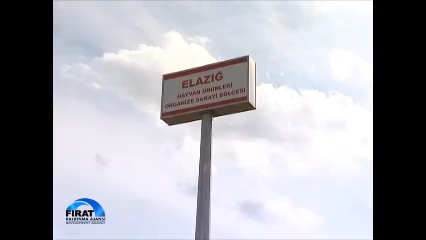 ELAZIĞ
HAYVAN ÜRÜNLERİ
ORGANİZE SANAYİ BÖLGESİ
FIRAT
KALKINMA AJANSI
DEVELOPMENT AGENCY